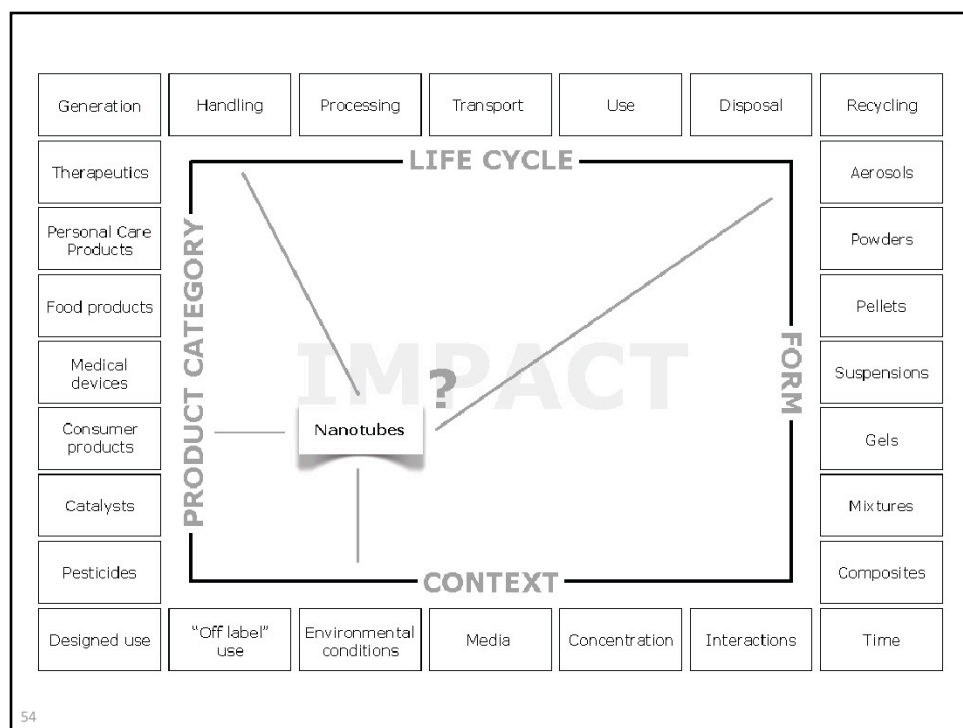 Generation
Handling
Processing
Transport
Use
Disposal
Recycling
LIFE CYCLE
Therapeutics
Aerosols
Personal Care
Products
Powders
Food products
Pellets
PRODUCT CATEGORY
FORM
IMPACT
?
Medical
devices
Suspensions
Consumer
products
Nanotubes
Gels
Catalysts
Mixtures
Pesticides
Composites
CONTEXT
Designed use
"Off label"
use
Environmental
conditions
Media
Concentration
Interactions
Time
54